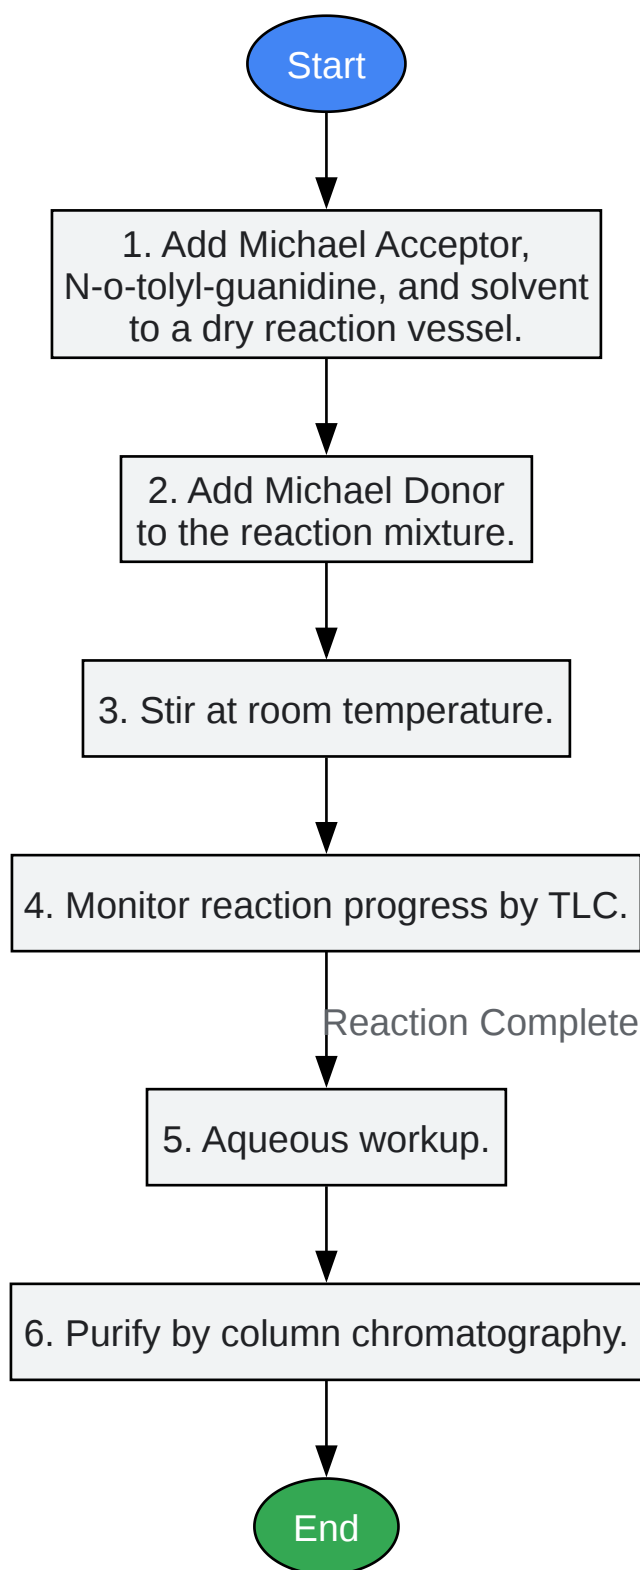 Start
1. Add Michael Acceptor,
N-o-tolyl-guanidine, and solvent
to a dry reaction vessel.
2. Add Michael Donor
to the reaction mixture.
3. Stir at room temperature.
4. Monitor reaction progress by TLC.
Reaction Complete
5. Aqueous workup.
6. Purify by column chromatography.
End